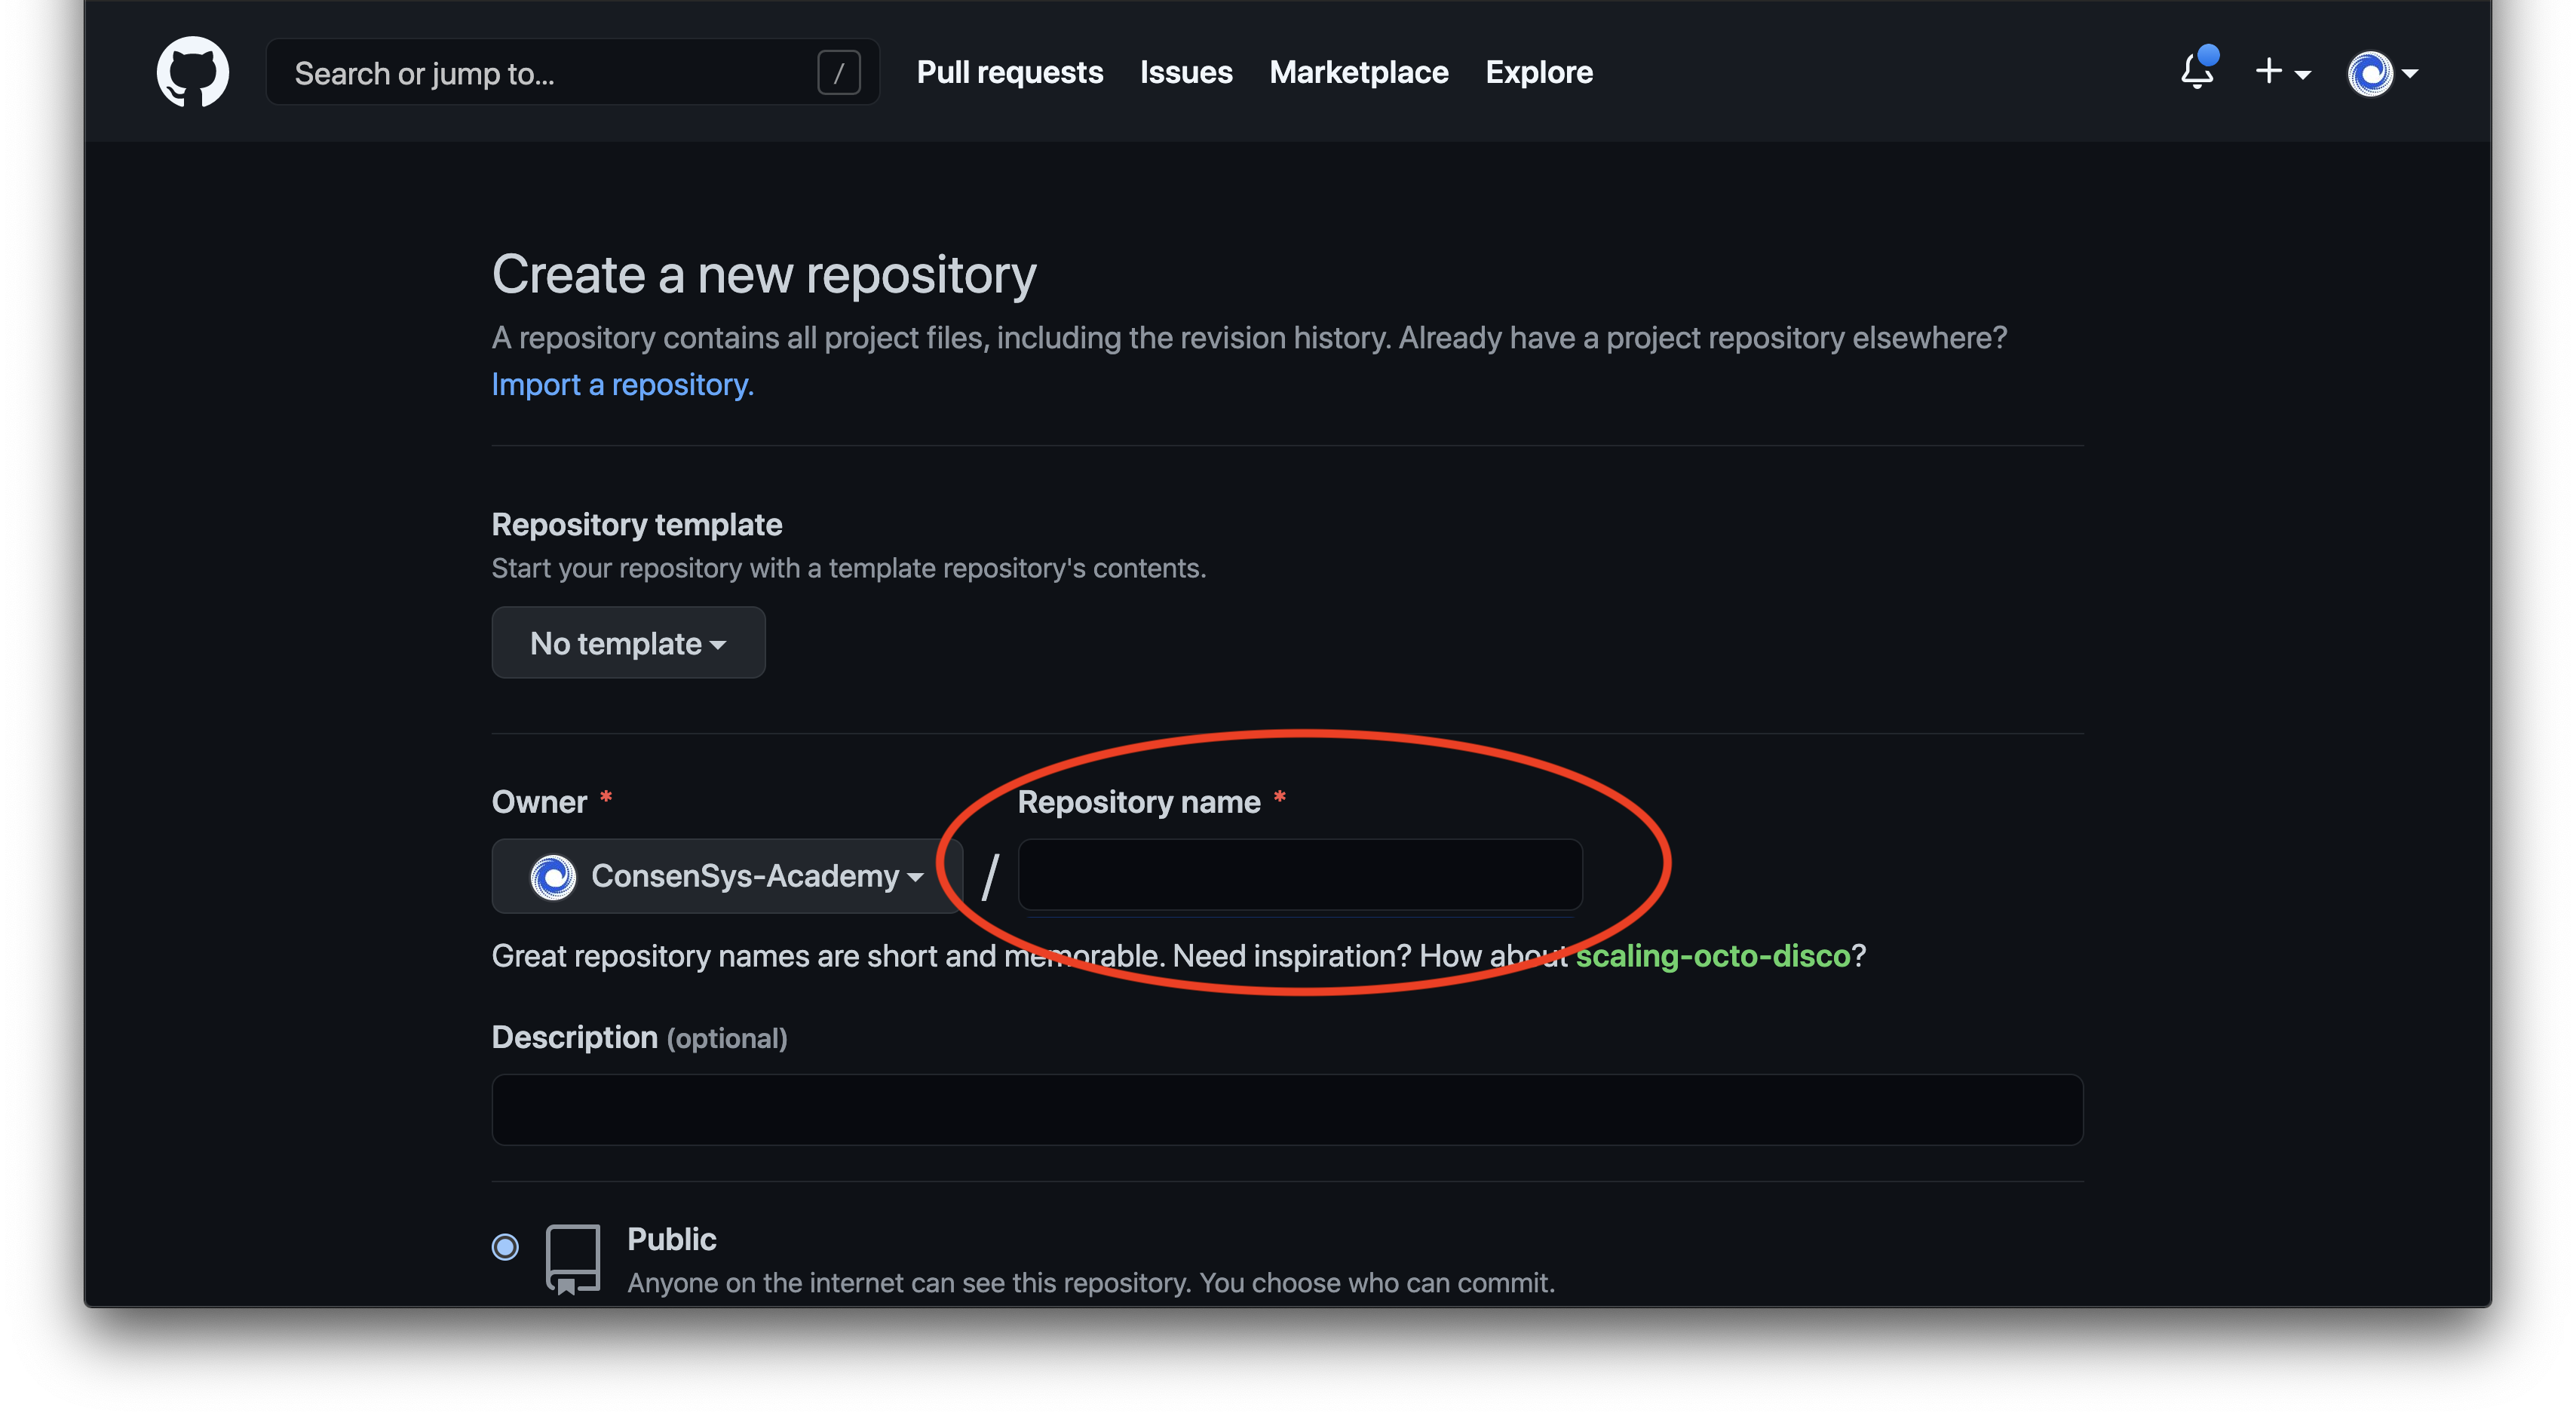 Search or jump to... / Pull requests Issues Marketplace Explore
Create a new repository
A repository contains all project files, including the revision history. Already have a project repository elsewhere?
Import a repository.
Repository template
Start your repository with a template repository's contents.
No template
Owner * Repository name *
ConsenSys-Academy /
Great repository names are short and memorable. Need inspiration? How about scaling-octo-disco?
Description (optional)
Public
Anyone on the internet can see this repository. You choose who can commit.